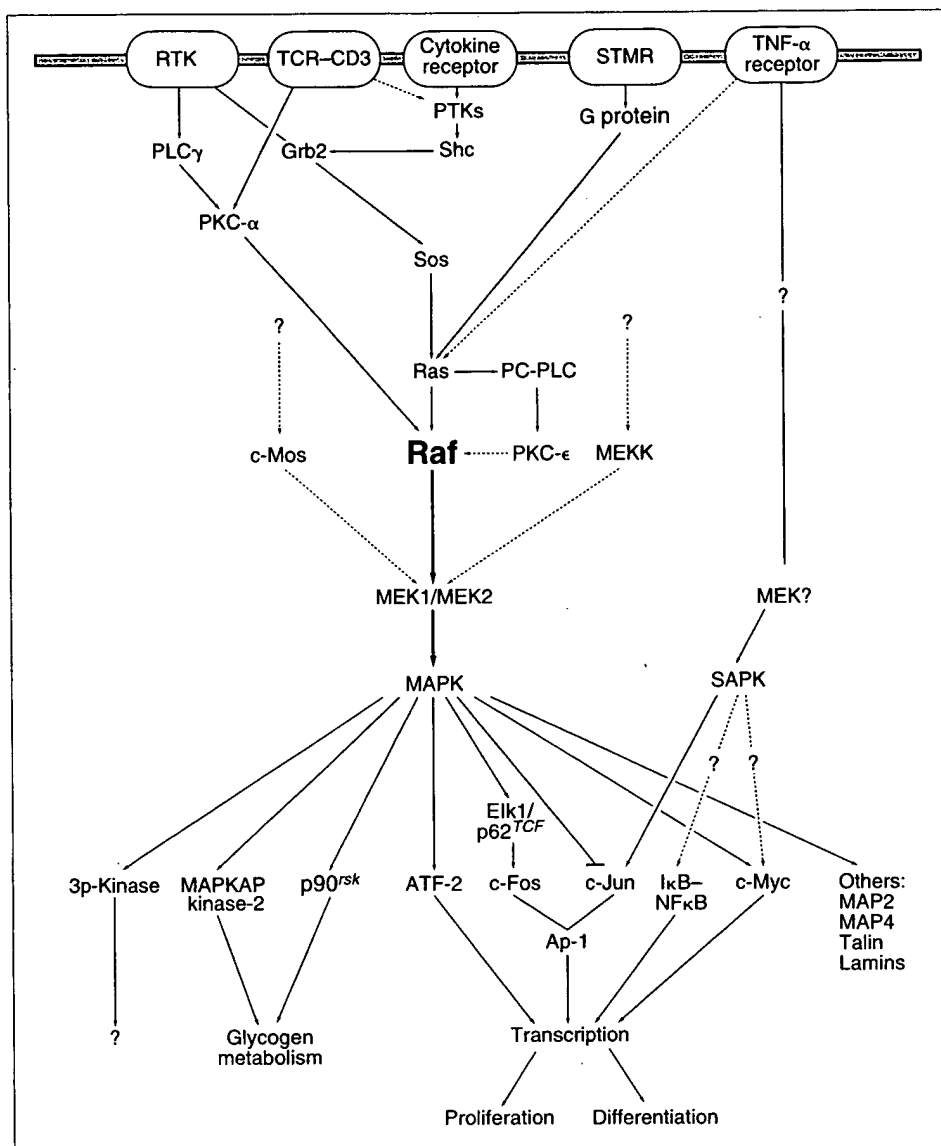 RTK
TCR–CD3
Cytokine
receptor
STMR
TNF-α
receptor
PTKs
G protein
PLCγ
Grb2
Shc
PKC-α
Sos
?
?
?
Ras
PC-PLC
c-Mos
Raf
PKC-ϵ
MEKK
MEK1/MEK2
MEK?
MAPK
SAPK
?
?
Elk1/
p62TCF
3p-Kinase
MAPKAP
kinase-2
p90rsk
ATF-2
c-Fos
c-Jun
IκB–
NFκB
c-Myc
Others:
MAP2
MAP4
Talin
Lamins
Ap-1
?
Glycogen
metabolism
Transcription
Proliferation
Differentiation